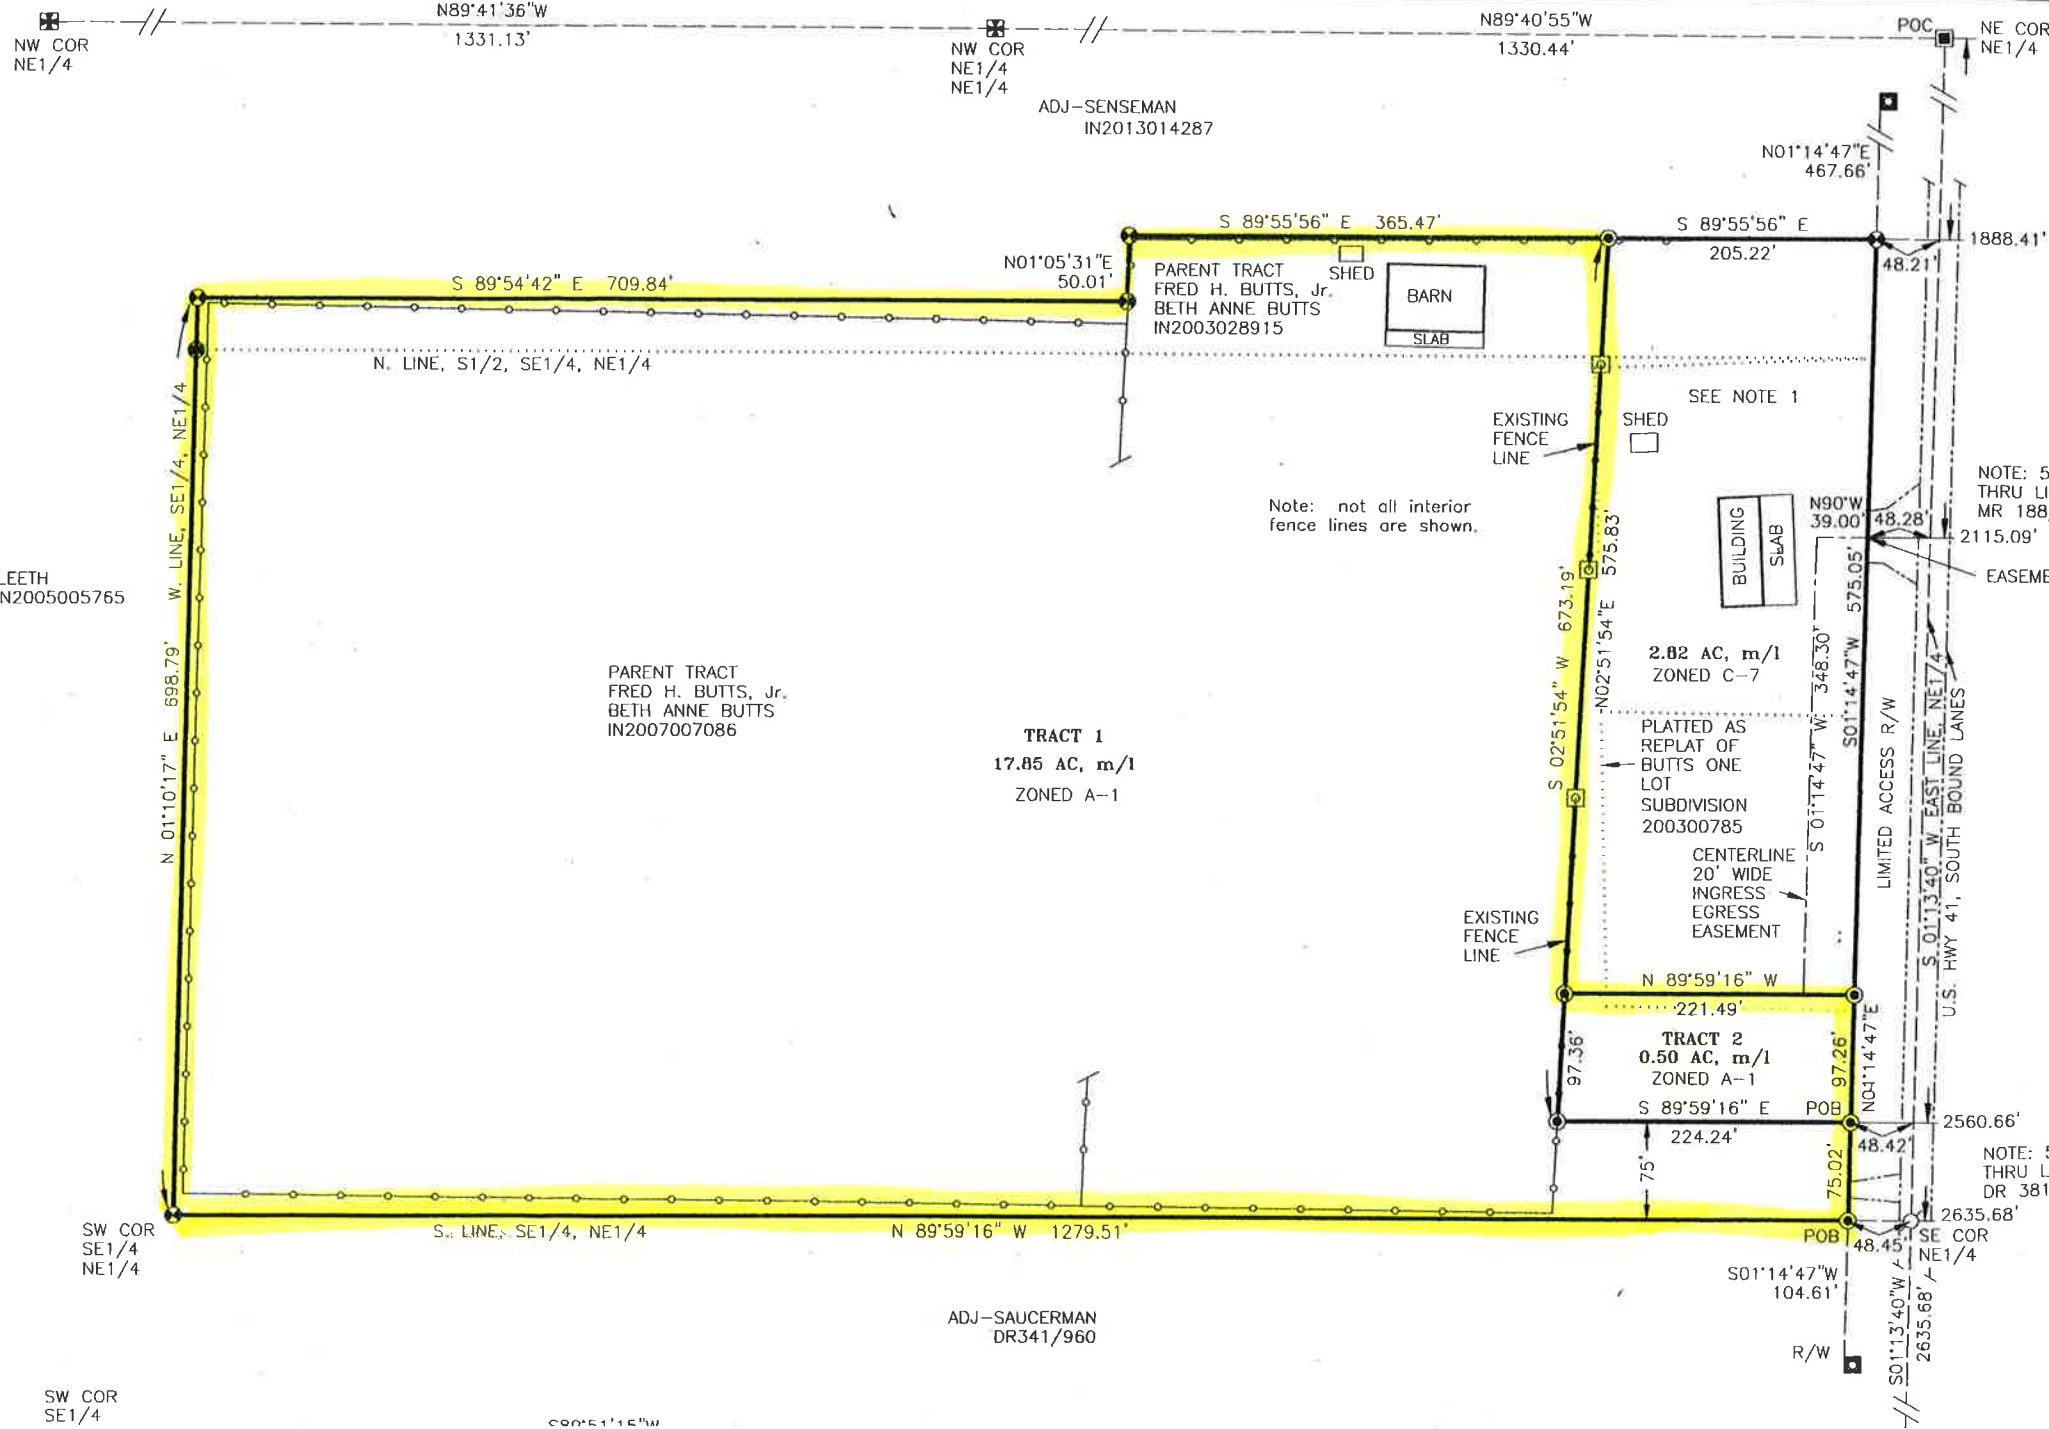 N89°41'36"W
1331.13'
N89°40'55"W
1330.44'
POC
NE COR
NE1/4
NW COR
NE1/4
NW COR
NE1/4
NE1/4
ADJ-SENSEMAN
IN2013014287
N01°14'47"E
467.66'
S 89°55'56" E 365.47'
S 89°55'56" E
205.22'
1888.41'
48.21'
N01°05'31"E
50.01'
S 89°54'42" E 709.84'
PARENT TRACT
FRED H. BUTTS, Jr.
BETH ANNE BUTTS
IN2003028915
SHED
BARN
SLAB
N. LINE, S1/2, SE1/4, NE1/4
SEE NOTE 1
EXISTING
FENCE
LINE
SHED
W. LINE, SE1/4, NE1/4
N 01°10'17" E 698.79'
Note: not all interior
fence lines are shown.
BUILDING
SLAB
N90°W
39.00'
48.28'
NOTE: 5
THRU LI
MR 188,
2115.09'
EASEME
LEETH
N2005005765
S 02°51'54" W 673.19'
N02°51'54"E 575.83'
S01°14'47"W 575.05'
S 01°14'47" W 348.30'
2.82 AC, m/l
ZONED C-7
PARENT TRACT
FRED H. BUTTS, Jr.
BETH ANNE BUTTS
IN2007007086
TRACT 1
17.85 AC, m/l
ZONED A-1
PLATTED AS
REPLAT OF
BUTTS ONE
LOT
SUBDIVISION
200300785
CENTERLINE
20' WIDE
INGRESS
EGRESS
EASEMENT
LIMITED ACCESS R/W
S 01°13'40" W EAST LINE, NE1/4
U.S. HWY 41, SOUTH BOUND LANES
EXISTING
FENCE
LINE
N 89°59'16" W
221.49'
TRACT 2
0.50 AC, m/l
ZONED A-1
97.36'
97.26'
N01°14'47"E
S 89°59'16" E
224.24'
POB
2560.66'
48.42'
75'
75.02'
NOTE: 5
THRU L
DR 381
2635.68'
S. LINE, SE1/4, NE1/4
N 89°59'16" W 1279.51'
POB
48.45'
SE COR
NE1/4
SW COR
SE1/4
NE1/4
S01°14'47"W
104.61'
S01°13'40"W
2635.68'
ADJ-SAUCERMAN
DR341/960
R/W
SW COR
SE1/4
S89°51'15"W